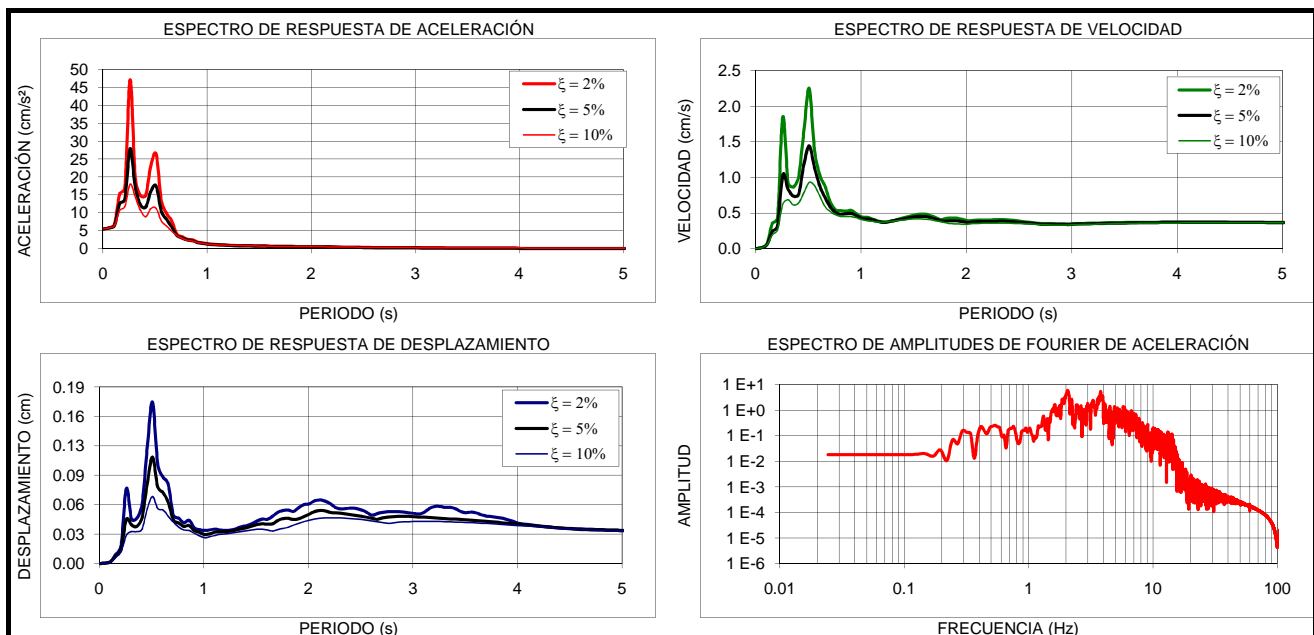 ESPECTRO DE RESPUESTA DE ACELERACIÓN
ACELERACIÓN (cm/s²)
50
45
40
35
30
25
20
15
10
5
0
ξ = 2%
ξ = 5%
ξ = 10%
0 1 2 3 4 5
PERIODO (s)
ESPECTRO DE RESPUESTA DE VELOCIDAD
VELOCIDAD (cm/s)
2.5
2.0
1.5
1.0
0.5
0.0
ξ = 2%
ξ = 5%
ξ = 10%
0 1 2 3 4 5
PERIODO (s)
ESPECTRO DE RESPUESTA DE DESPLAZAMIENTO
DESPLAZAMIENTO (cm)
0.19
0.16
0.13
0.09
0.06
0.03
0.00
ξ = 2%
ξ = 5%
ξ = 10%
0 1 2 3 4 5
PERIODO (s)
ESPECTRO DE AMPLITUDES DE FOURIER DE ACELERACIÓN
AMPLITUD
1 E+1
1 E+0
1 E-1
1 E-2
1 E-3
1 E-4
1 E-5
1 E-6
0.01 0.1 1 10 100
FRECUENCIA (Hz)